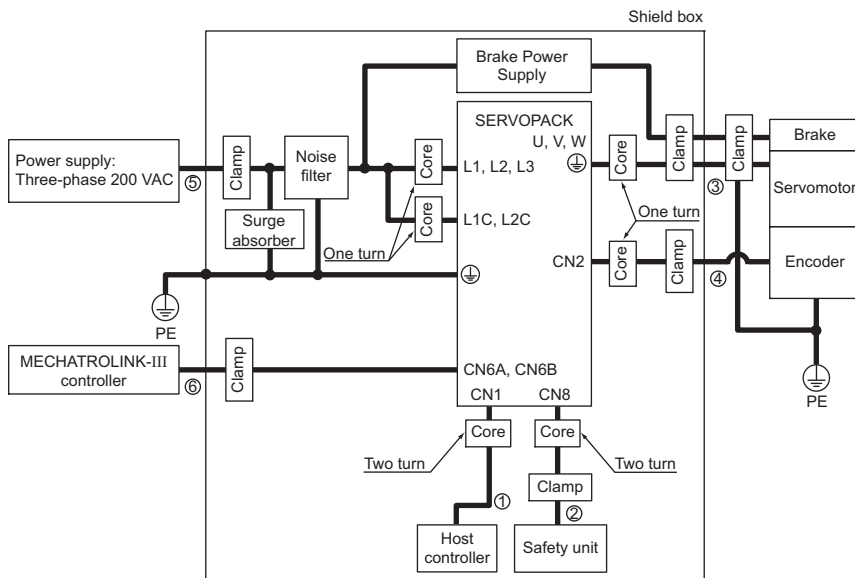 Shield box
Brake Power
Supply
SERVOPACK
U, V, W
Brake
Clamp
Clamp
Clamp
Core
Core
Power supply:
Three-phase 200 VAC
⑤
Noise
filter
L1, L2, L3
③
Servomotor
Surge
absorber
Core
L1C, L2C
One turn
One turn
CN2
Core
Clamp
④
Encoder
PE
MECHATROLINK-III
controller
⑥
Clamp
CN6A, CN6B
CN1
CN8
PE
Two turn
Core
Core
Two turn
①
Clamp
②
Host
controller
Safety unit